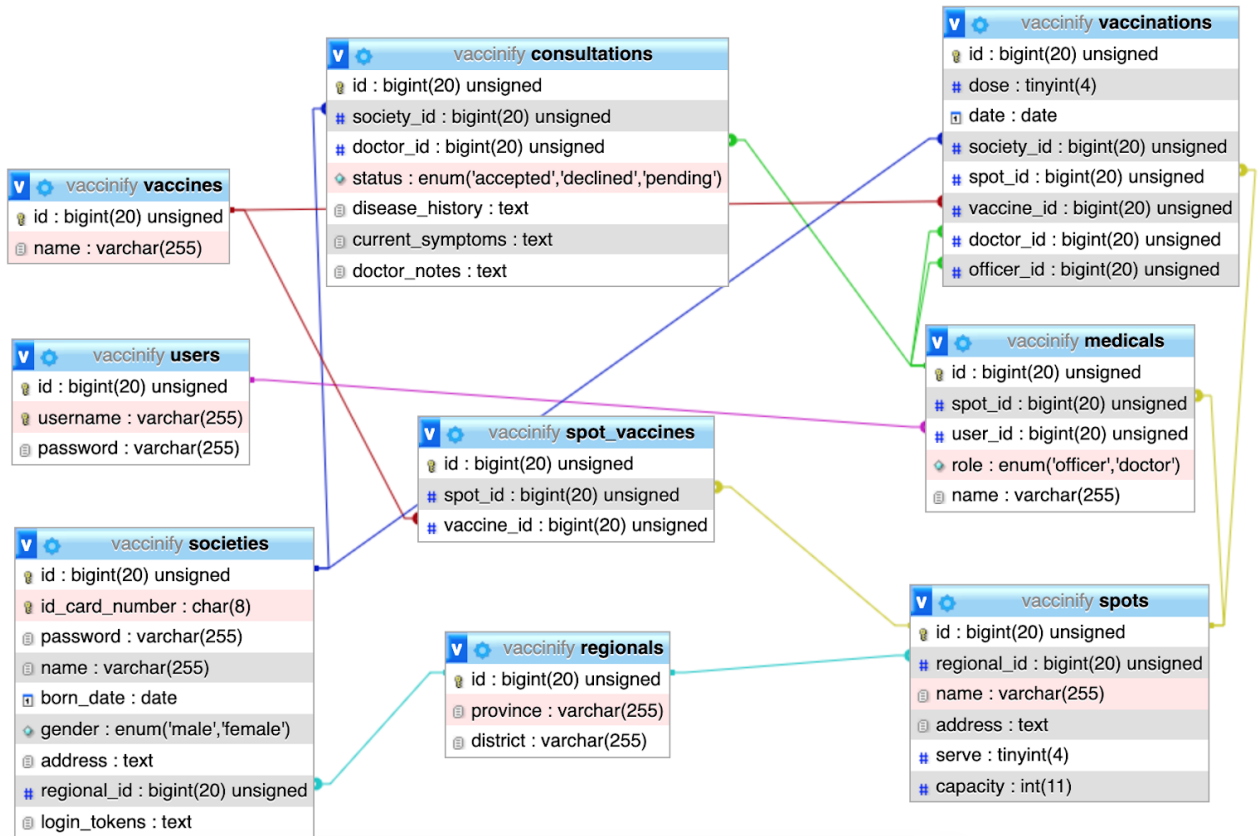 vaccinify consultations
id : bigint(20) unsigned
society_id : bigint(20) unsigned
doctor_id : bigint(20) unsigned
status : enum('accepted','declined','pending')
disease_history : text
current_symptoms : text
doctor_notes : text
vaccinify vaccinations
id : bigint(20) unsigned
dose : tinyint(4)
date : date
society_id : bigint(20) unsigned
spot_id : bigint(20) unsigned
vaccine_id : bigint(20) unsigned
doctor_id : bigint(20) unsigned
officer_id : bigint(20) unsigned
vaccinify vaccines
id : bigint(20) unsigned
name : varchar(255)
vaccinify users
id : bigint(20) unsigned
username : varchar(255)
password : varchar(255)
vaccinify medicals
id : bigint(20) unsigned
spot_id : bigint(20) unsigned
user_id : bigint(20) unsigned
role : enum('officer','doctor')
name : varchar(255)
vaccinify spot_vaccines
id : bigint(20) unsigned
spot_id : bigint(20) unsigned
vaccine_id : bigint(20) unsigned
vaccinify societies
id : bigint(20) unsigned
id_card_number : char(8)
password : varchar(255)
name : varchar(255)
born_date : date
gender : enum('male','female')
address : text
regional_id : bigint(20) unsigned
login_tokens : text
vaccinify regionals
id : bigint(20) unsigned
province : varchar(255)
district : varchar(255)
vaccinify spots
id : bigint(20) unsigned
regional_id : bigint(20) unsigned
name : varchar(255)
address : text
serve : tinyint(4)
capacity : int(11)